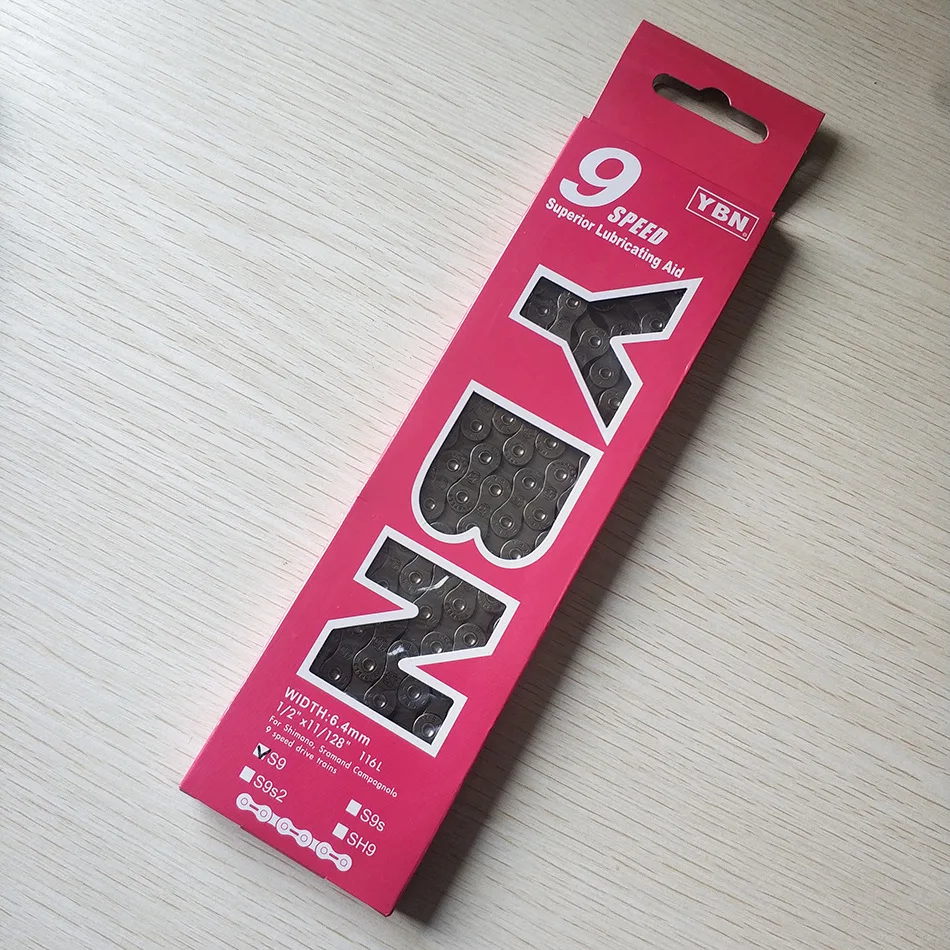 9 SPEED
Superior Lubricating Aid
YBN
YBN
WIDTH:6.4mm
1/2"x11/128" 116L
For Shimano, Sramand Campagnolo
9 speed drive trains
S9
S9s2
S9s
SH9